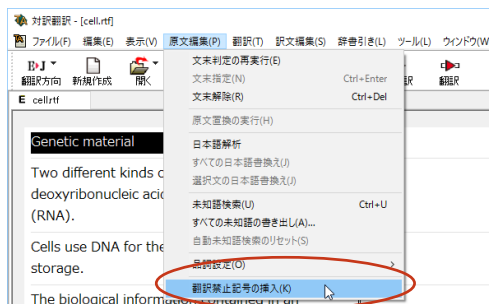 対訳翻訳 - [cell.rtf]
ファイル(F) 編集(E) 表示(V) 原文編集(P) 翻訳(T) 訳文編集(S) 辞書引き(L) ツール(L) ウィンドウ(W
E▸J
翻訳方向 新規作成 開く 翻訳
E cell.rtf
文末判定の再実行(E)
文末指定(N) Ctrl+Enter
文末解除(R) Ctrl+Del
原文置換の実行(H)
日本語解析
すべての日本語書換え(J)
選択文の日本語書換え(J)
未知語検索(U) Ctrl+U
すべての未知語の書き出し(A)...
自動未知語検索のリセット(S)
品詞設定(O)
翻訳禁止記号の挿入(K)
Genetic material
Two different kinds o
deoxyribonucleic acid
(RNA).
Cells use DNA for the
storage.
The biological information contained in an